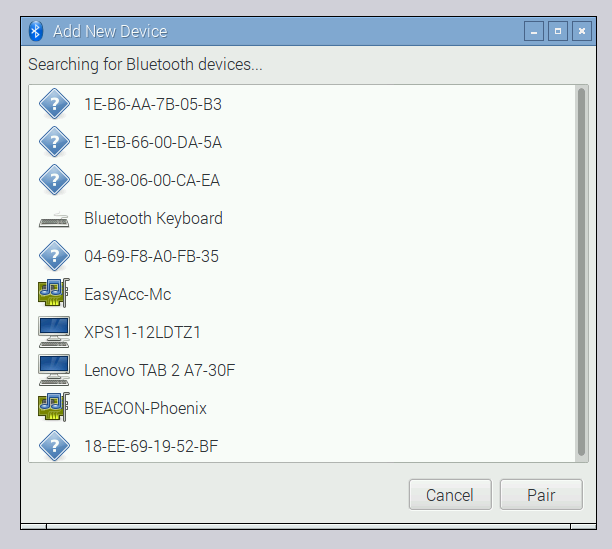 Add New Device
Searching for Bluetooth devices...
1E-B6-AA-7B-05-B3
E1-EB-66-00-DA-5A
0E-38-06-00-CA-EA
Bluetooth Keyboard
04-69-F8-A0-FB-35
EasyAcc-Mc
XPS11-12LDTZ1
Lenovo TAB 2 A7-30F
BEACON-Phoenix
18-EE-69-19-52-BF
Cancel Pair